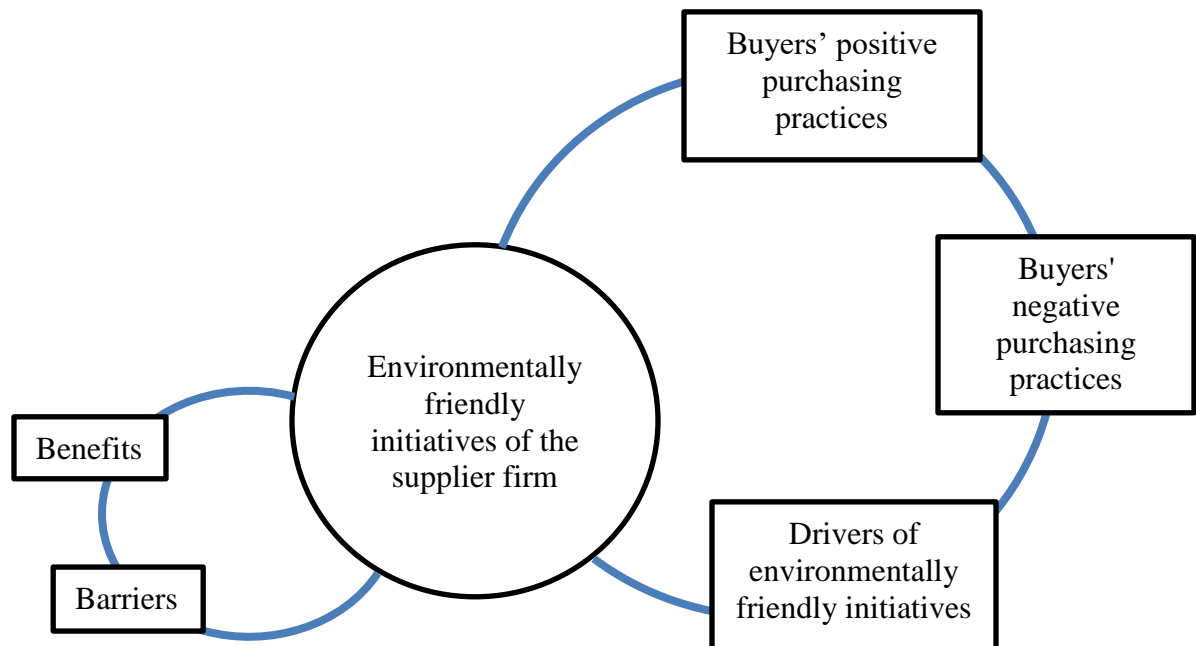 Buyers’ positive
purchasing
practices
Buyers'
negative
purchasing
practices
Environmentally
friendly
initiatives of the
supplier firm
Benefits
Barriers
Drivers of
environmentally
friendly initiatives